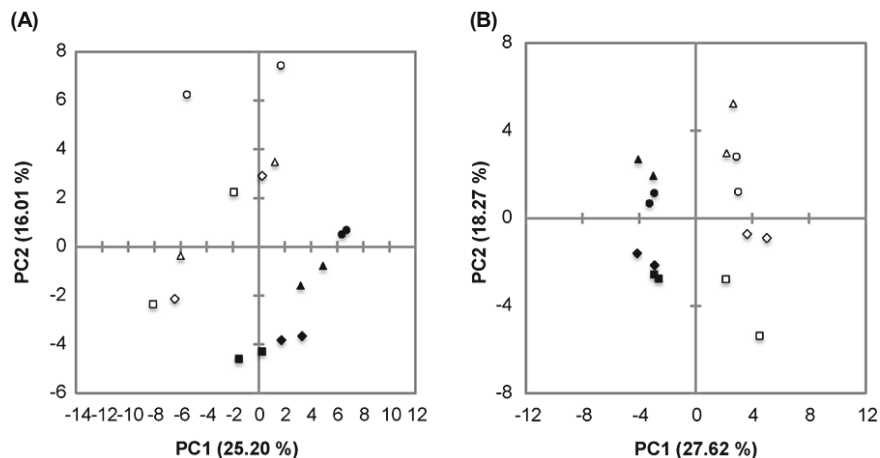 (A)
8
6
4
2
0
-2
-4
-6
PC2 (16.01 %)
-14 -12 -10 -8 -6 -4 -2 0 2 4 6 8 10 12
PC1 (25.20 %)
(B)
8
4
0
-4
-8
PC2 (18.27 %)
-12 -8 -4 0 4 8 12
PC1 (27.62 %)